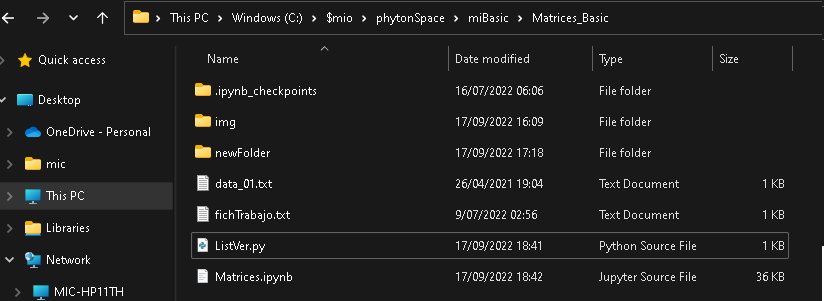 This PC > Windows (C:) > $mio > phytonSpace > miBasic > Matrices_Basic >
Quick access
Desktop
OneDrive - Personal
mic
This PC
Libraries
Network
MIC-HP11TH
Name Date modified Type Size
.ipynb_checkpoints 16/07/2022 06:06 File folder
img 17/09/2022 16:09 File folder
newFolder 17/09/2022 17:18 File folder
data_01.txt 26/04/2021 19:04 Text Document 1 KB
fichTrabajo.txt 9/07/2022 02:56 Text Document 1 KB
ListVer.py 17/09/2022 18:41 Python Source File 1 KB
Matrices.ipynb 17/09/2022 18:42 Jupyter Source File 36 KB